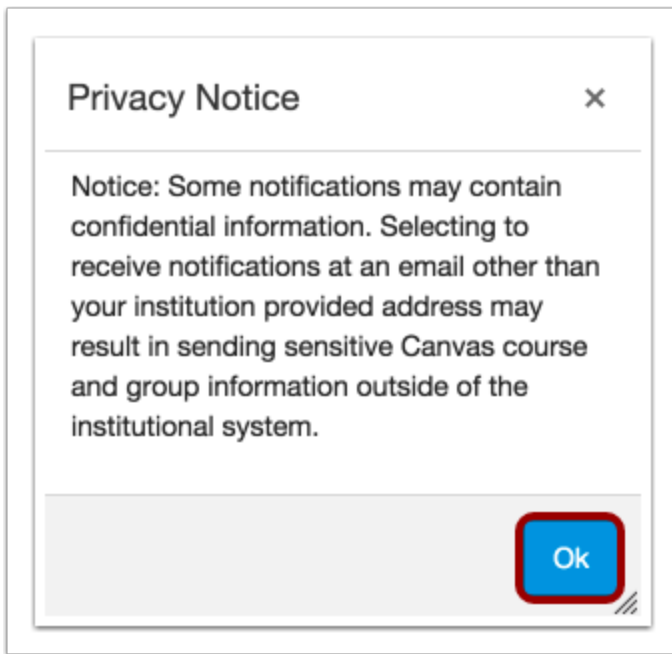 Privacy Notice ×
Notice: Some notifications may contain
confidential information. Selecting to
receive notifications at an email other than
your institution provided address may
result in sending sensitive Canvas course
and group information outside of the
institutional system.
Ok